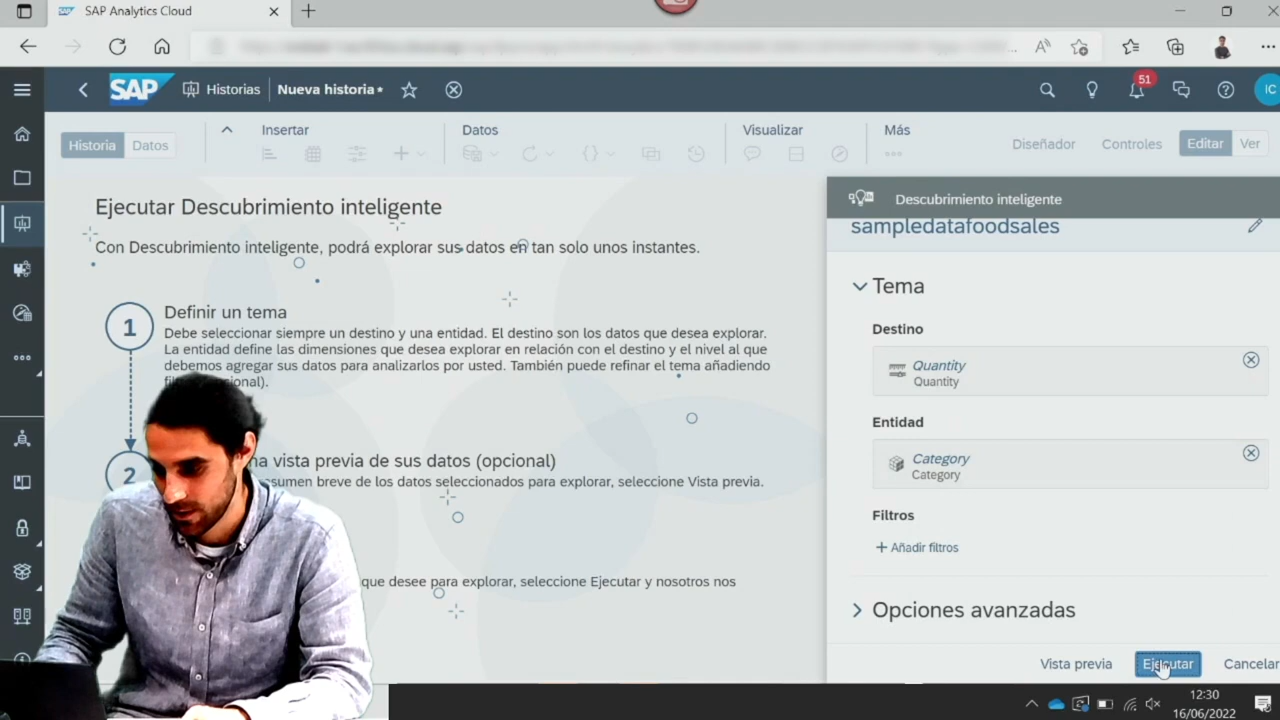 SAP Analytics Cloud
SAP
Historias
Nueva historia*
51
IC
Historia
Datos
Insertar
Datos
Visualizar
Más
Diseñador
Controles
Editar
Ver
Ejecutar Descubrimiento inteligente
Con Descubrimiento inteligente, podrá explorar sus datos en tan solo unos instantes.
1
Definir un tema
Debe seleccionar siempre un destino y una entidad. El destino son los datos que desea explorar.
La entidad define las dimensiones que desea explorar en relación con el destino y el nivel al que
debemos agregar sus datos para analizarlos por usted. También puede refinar el tema añadiendo
2
vista previa de sus datos (opcional)
breve de los datos seleccionados para explorar, seleccione Vista previa.
que desee para explorar, seleccione Ejecutar y nosotros nos
Descubrimiento inteligente
sampledatafoodsales
Tema
Destino
Quantity
Quantity
Entidad
Category
Category
Filtros
+ Añadir filtros
Opciones avanzadas
Vista previa
Ejecutar
Cancelar
12:30
16/06/2022